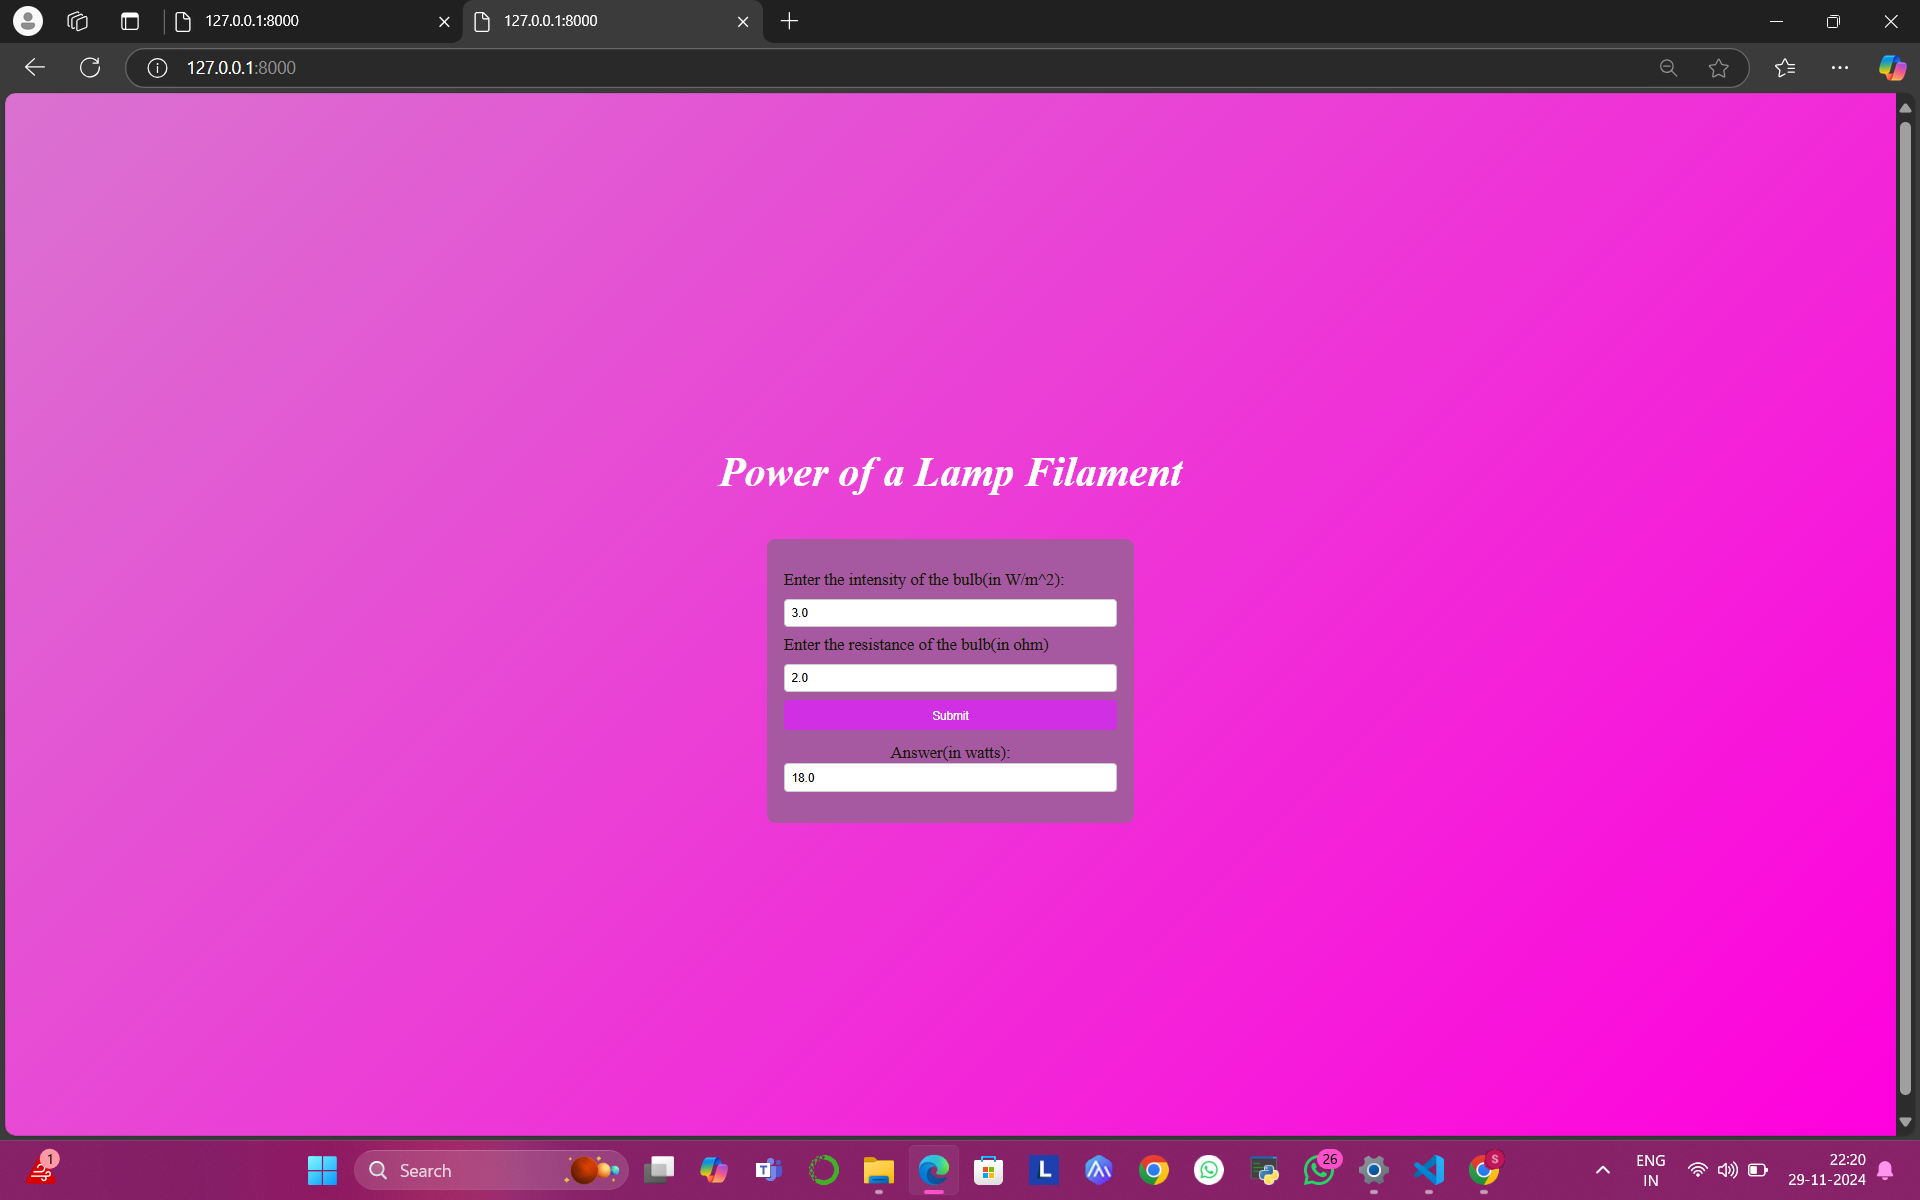 127.0.0.1:8000
127.0.0.1:8000
127.0.0.1:8000
Power of a Lamp Filament
Enter the intensity of the bulb(in W/m^2):
3.0
Enter the resistance of the bulb(in ohm)
2.0
Submit
Answer(in watts):
18.0
1
Search
T
L
26
S
ENG
IN
22:20
29-11-2024